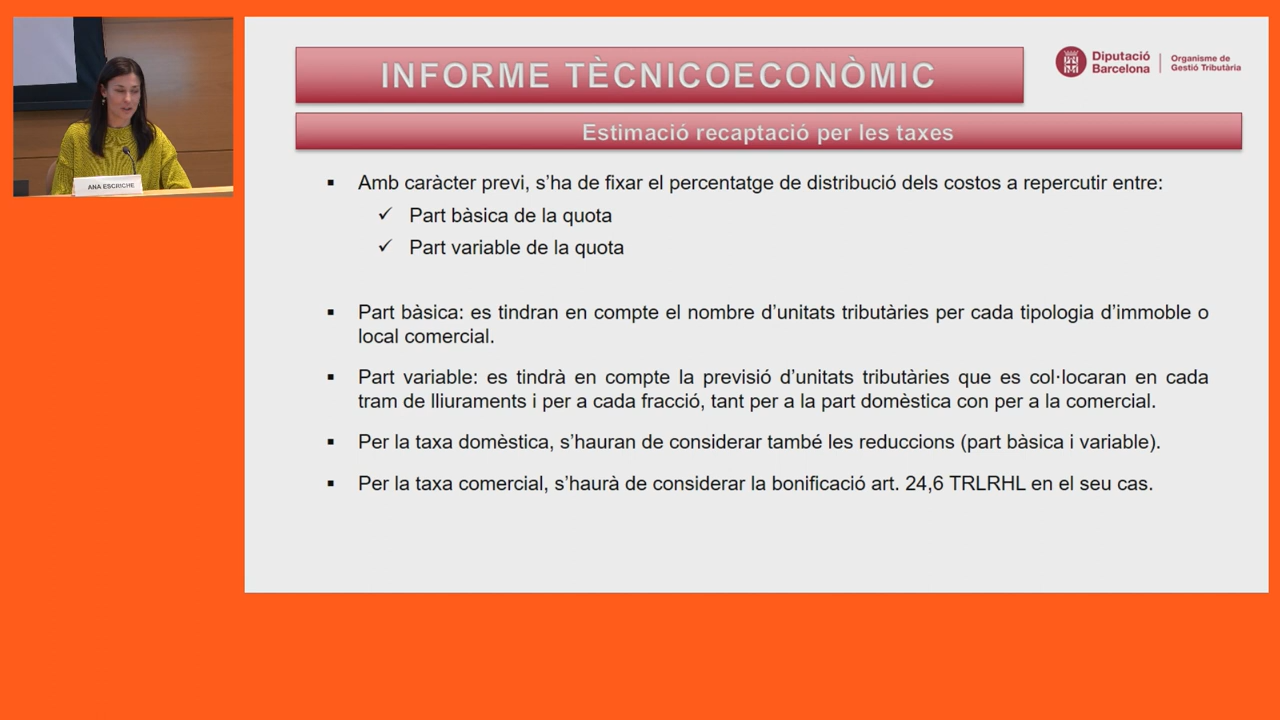 INFORME TÈCNICOECONÒMIC
Diputació
Barcelona
Organisme de
Gestió Tributària
Estimació recaptació per les taxes
Amb caràcter previ, s’ha de fixar el percentatge de distribució dels costos a repercutir entre:
Part bàsica de la quota
Part variable de la quota
Part bàsica: es tindran en compte el nombre d’unitats tributàries per cada tipologia d’immoble o
local comercial.
Part variable: es tindrà en compte la previsió d’unitats tributàries que es col·locaran en cada
tram de lliuraments i per a cada fracció, tant per a la part domèstica con per a la comercial.
Per la taxa domèstica, s’hauran de considerar també les reduccions (part bàsica i variable).
Per la taxa comercial, s’haurà de considerar la bonificació art. 24,6 TRLRHL en el seu cas.
ANA ESCRICHE